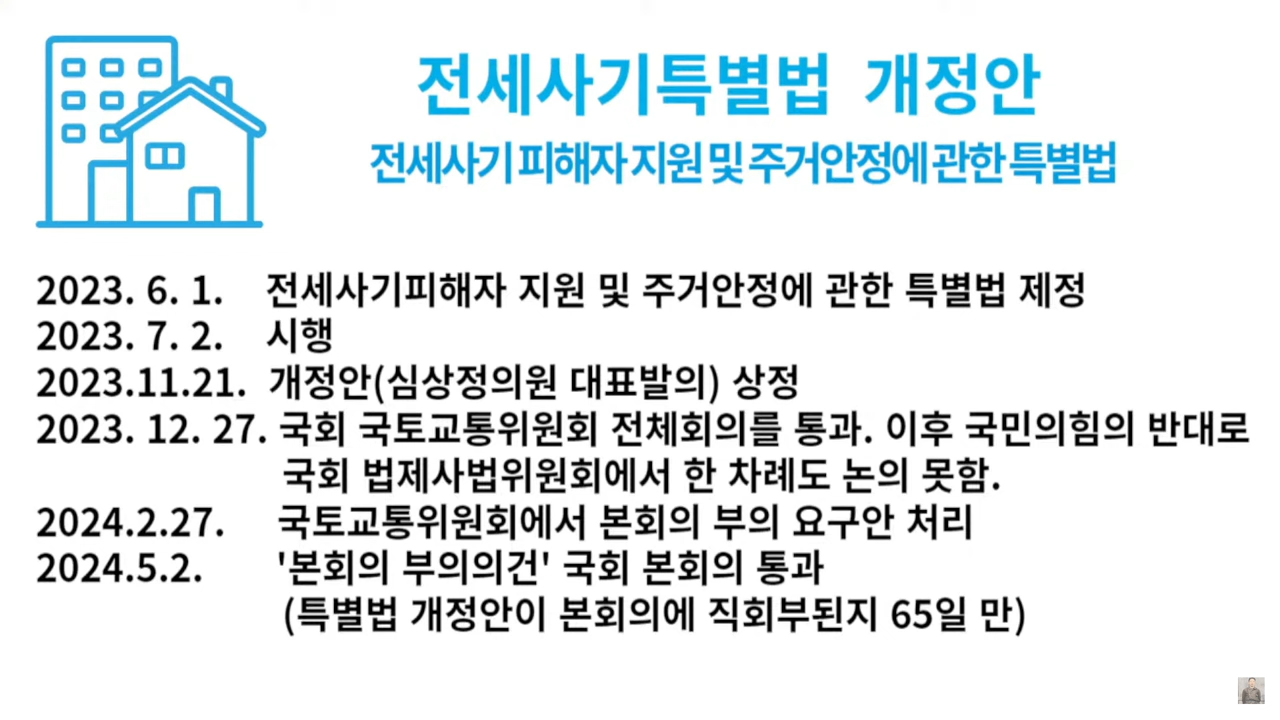 전세사기특별법 개정안
전세사기 피해자 지원 및 주거안정에 관한 특별법
2023. 6. 1. 전세사기피해자 지원 및 주거안정에 관한 특별법 제정
2023. 7. 2. 시행
2023.11.21. 개정안(심상정의원 대표발의) 상정
2023. 12. 27. 국회 국토교통위원회 전체회의를 통과. 이후 국민의힘의 반대로
국회 법제사법위원회에서 한 차례도 논의 못함.
2024.2.27. 국토교통위원회에서 본회의 부의 요구안 처리
2024.5.2. '본회의 부의의건' 국회 본회의 통과
(특별법 개정안이 본회의에 직회부된지 65일 만)